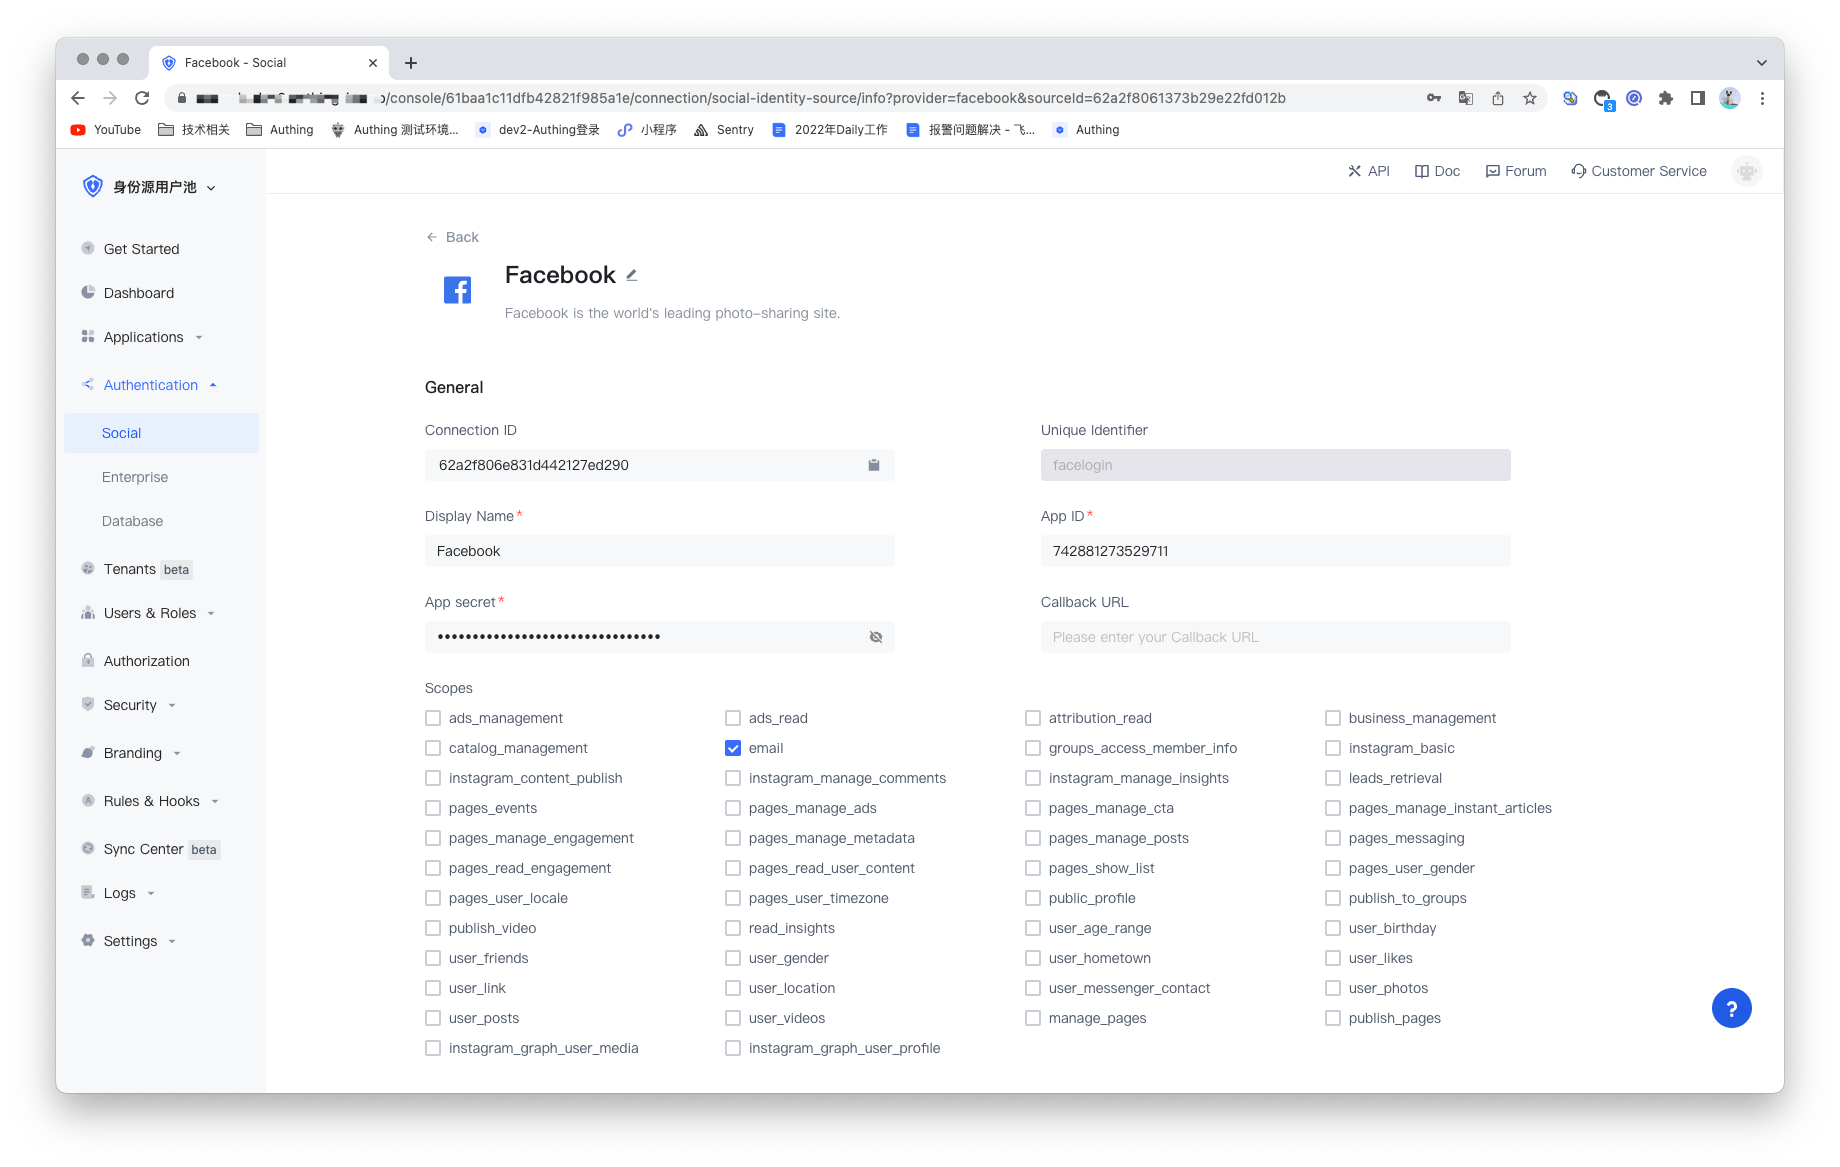 Facebook - Social
/console/61baa1c11dfb42821f985a1e/connection/social-identity-source/info?provider=facebook&sourceId=62a2f8061373b29e22fd012b
3
YouTube 技术相关 Authing Authing 测试环境... dev2-Authing登录 小程序 Sentry 2022年Daily工作 报警问题解决 - 飞... Authing
身份源用户池
API Doc Forum Customer Service
Get Started
Dashboard
Applications
Authentication
Social
Enterprise
Database
Tenants beta
Users & Roles
Authorization
Security
Branding
Rules & Hooks
Sync Center beta
Logs
Settings
Back
Facebook
Facebook is the world's leading photo-sharing site.
General
Connection ID Unique Identifier
62a2f806e831d442127ed290 facelogin
Display Name* App ID*
Facebook 742881273529711
App secret* Callback URL
•••••••••••••••••••••••••••••••• Please enter your Callback URL
Scopes
ads_management ads_read attribution_read business_management
catalog_management email groups_access_member_info instagram_basic
instagram_content_publish instagram_manage_comments instagram_manage_insights leads_retrieval
pages_events pages_manage_ads pages_manage_cta pages_manage_instant_articles
pages_manage_engagement pages_manage_metadata pages_manage_posts pages_messaging
pages_read_engagement pages_read_user_content pages_show_list pages_user_gender
pages_user_locale pages_user_timezone public_profile publish_to_groups
publish_video read_insights user_age_range user_birthday
user_friends user_gender user_hometown user_likes
user_link user_location user_messenger_contact user_photos
user_posts user_videos manage_pages publish_pages
instagram_graph_user_media instagram_graph_user_profile
?